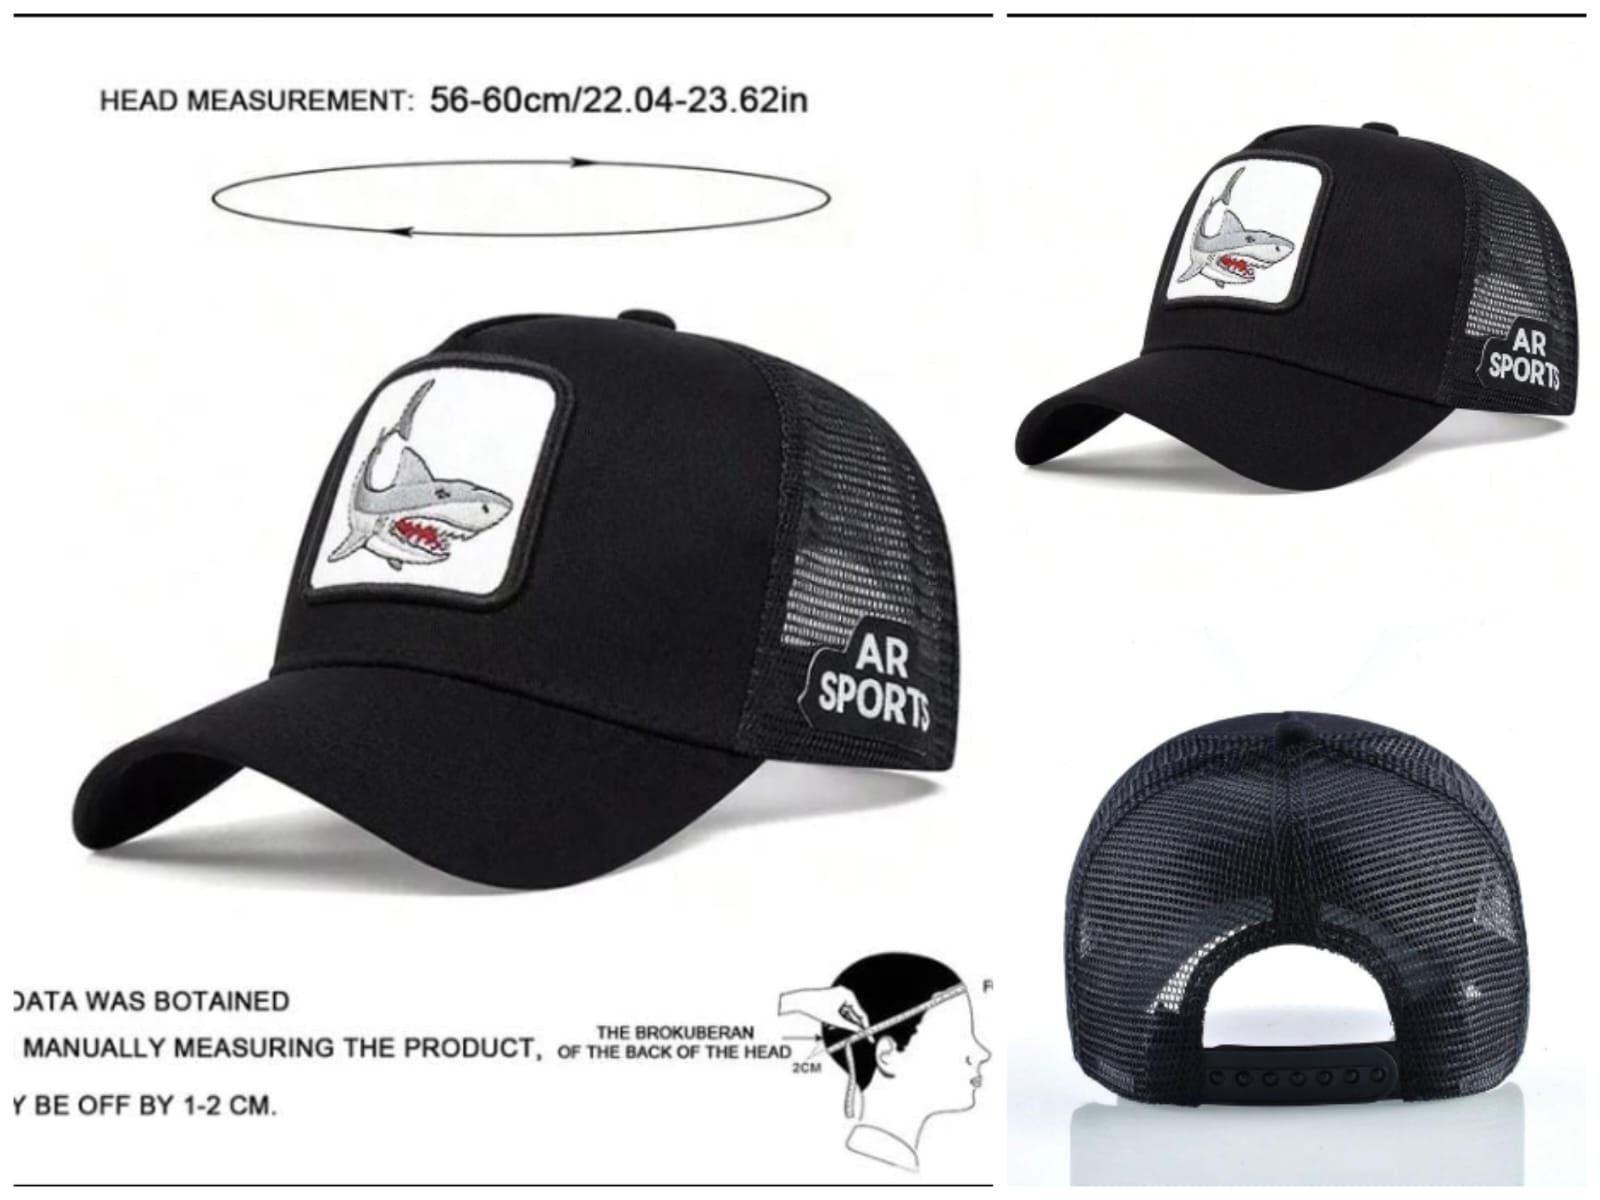 HEAD MEASUREMENT: 56-60cm/22.04-23.62in
AR
SPORTS
AR
SPORTS
DATA WAS BOTAINED
MANUALLY MEASURING THE PRODUCT,
Y BE OFF BY 1-2 CM.
THE BROKUBERAN
OF THE BACK OF THE HEAD
2CM